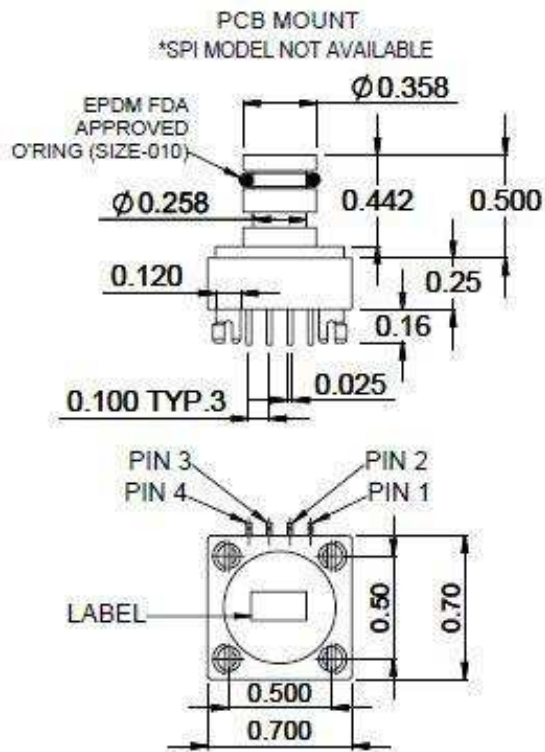 PCB MOUNT
*SPI MODEL NOT AVAILABLE
Ø0.358
EPDM FDA
APPROVED
O'RING (SIZE-010)
Ø0.258
0.442
0.500
0.120
0.25
0.16
0.025
0.100 TYP.3
PIN 3
PIN 2
PIN 4
PIN 1
LABEL
0.50
0.70
0.500
0.700